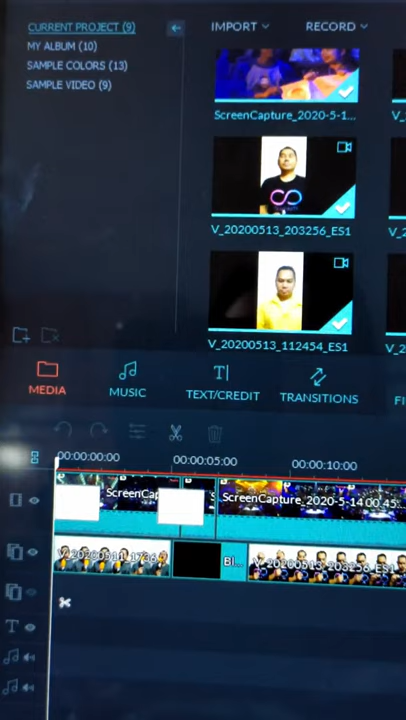 CURRENT PROJECT (9)
MY ALBUM (10)
SAMPLE COLORS (13)
SAMPLE VIDEO (9)
IMPORT
RECORD
ScreenCapture_2020-5-1...
V_20200513_203256_ES1
V_20200513_112454_ES1
MEDIA
MUSIC
TEXT/CREDIT
TRANSITIONS
FI
00:00:00:00
00:00:05:00
00:00:10:00
ScreenCap
ScreenCapture_2020-5-14 00.45..
Bl...
V_20200513_203256_ES1
T